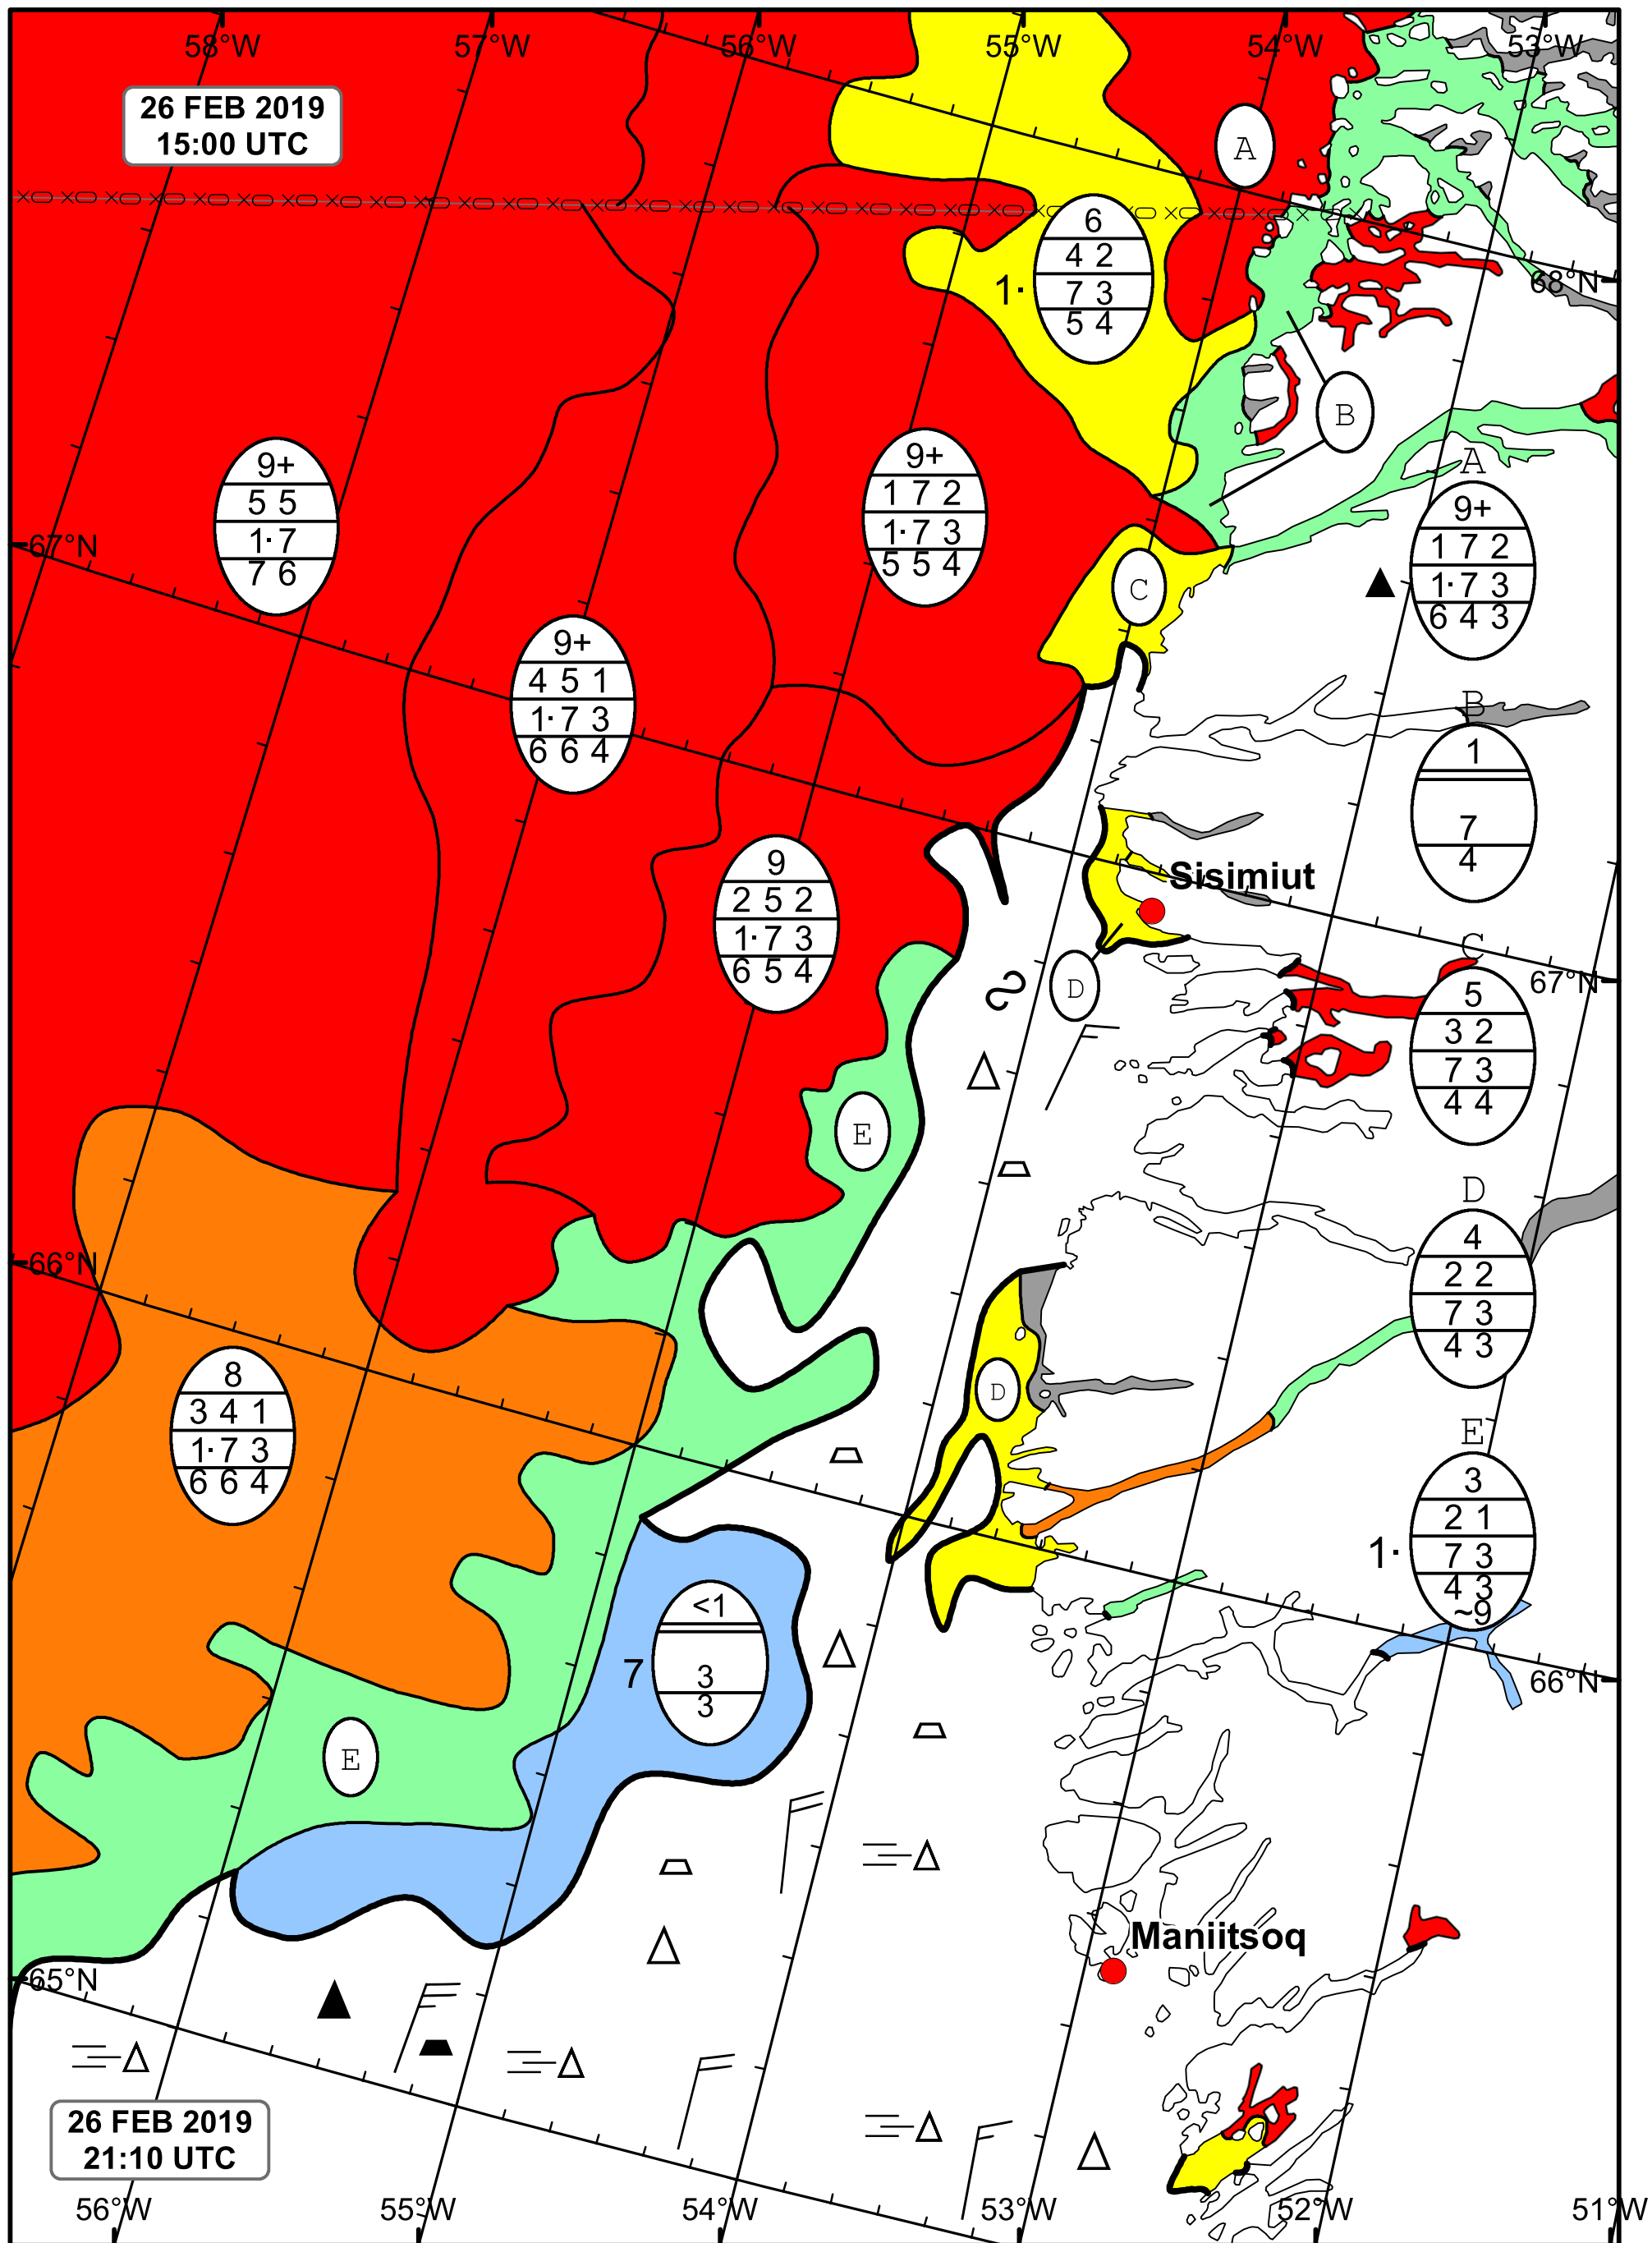 58°W
57°W
56°W
55°W
54°W
53°W
26 FEB 2019
15:00 UTC
A
6
4 2
1·
7 3
5 4
68°N
B
9+
5 5
1·7
7 6
9+
1 7 2
1·7 3
5 5 4
A
9+
1 7 2
1·7 3
6 4 3
67°N
C
9+
4 5 1
1·7 3
6 6 4
B
1
7
4
9
2 5 2
1·7 3
6 5 4
Sisimiut
D
C
5
3 2
7 3
4 4
67°N
E
D
4
2 2
7 3
4 3
66°N
8
3 4 1
1·7 3
6 6 4
D
E
3
2 1
1·
7 3
4 3
~9
<1
7
3
3
66°N
E
Maniitsoq
65°N
26 FEB 2019
21:10 UTC
56°W
55°W
54°W
53°W
52°W
51°W